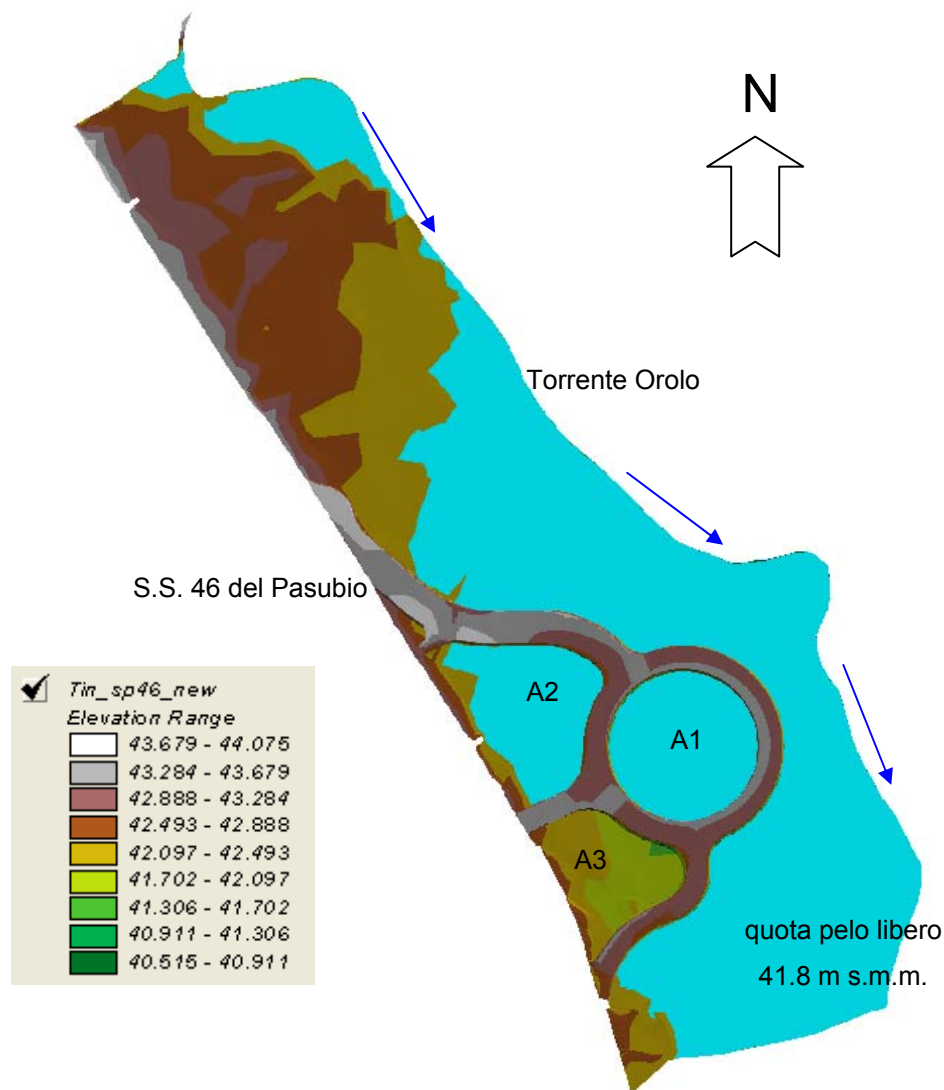 N
Torrente Orolo
S.S. 46 del Pasubio
A2
A1
A3
Tin_sp46_new
Elevation Range
43.679 - 44.075
43.284 - 43.679
42.888 - 43.284
42.493 - 42.888
42.097 - 42.493
41.702 - 42.097
41.306 - 41.702
40.911 - 41.306
40.515 - 40.911
quota pelo libero
41.8 m s.m.m.